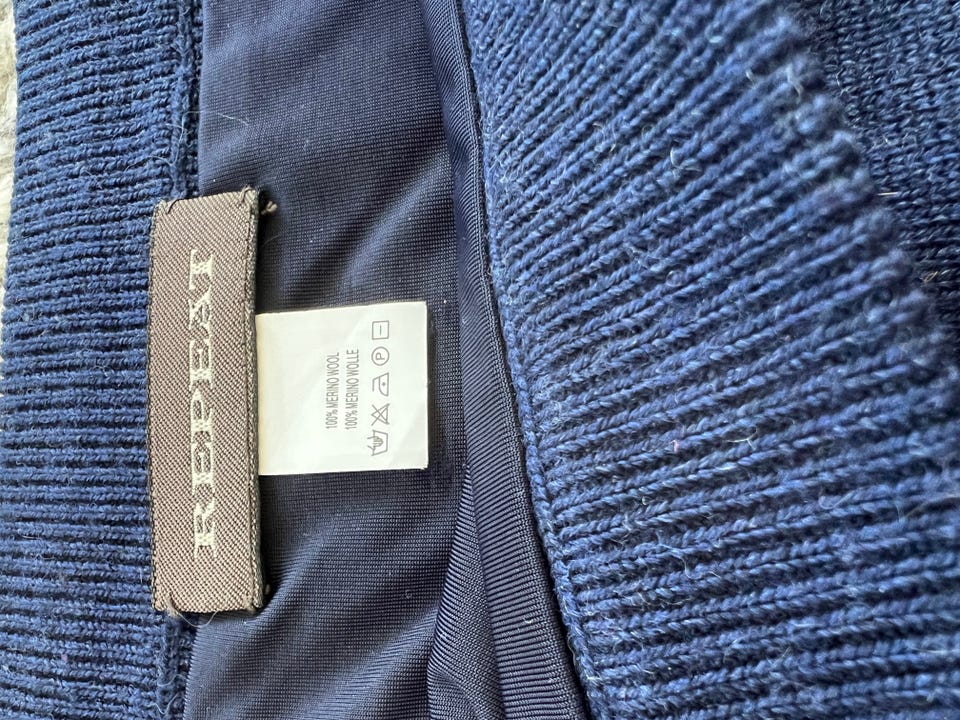 REPEAT
100% MERINO WOOL
100% MERINO WOLLE
P